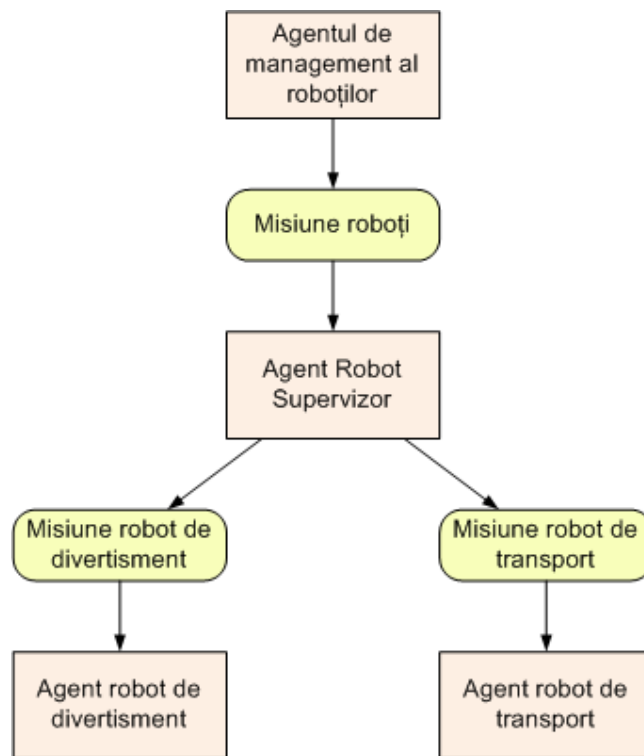 Agentul de
management al
roboților
Misiune roboți
Agent Robot
Supervizor
Misiune robot de
divertisment
Misiune robot de
transport
Agent robot de
divertisment
Agent robot de
transport